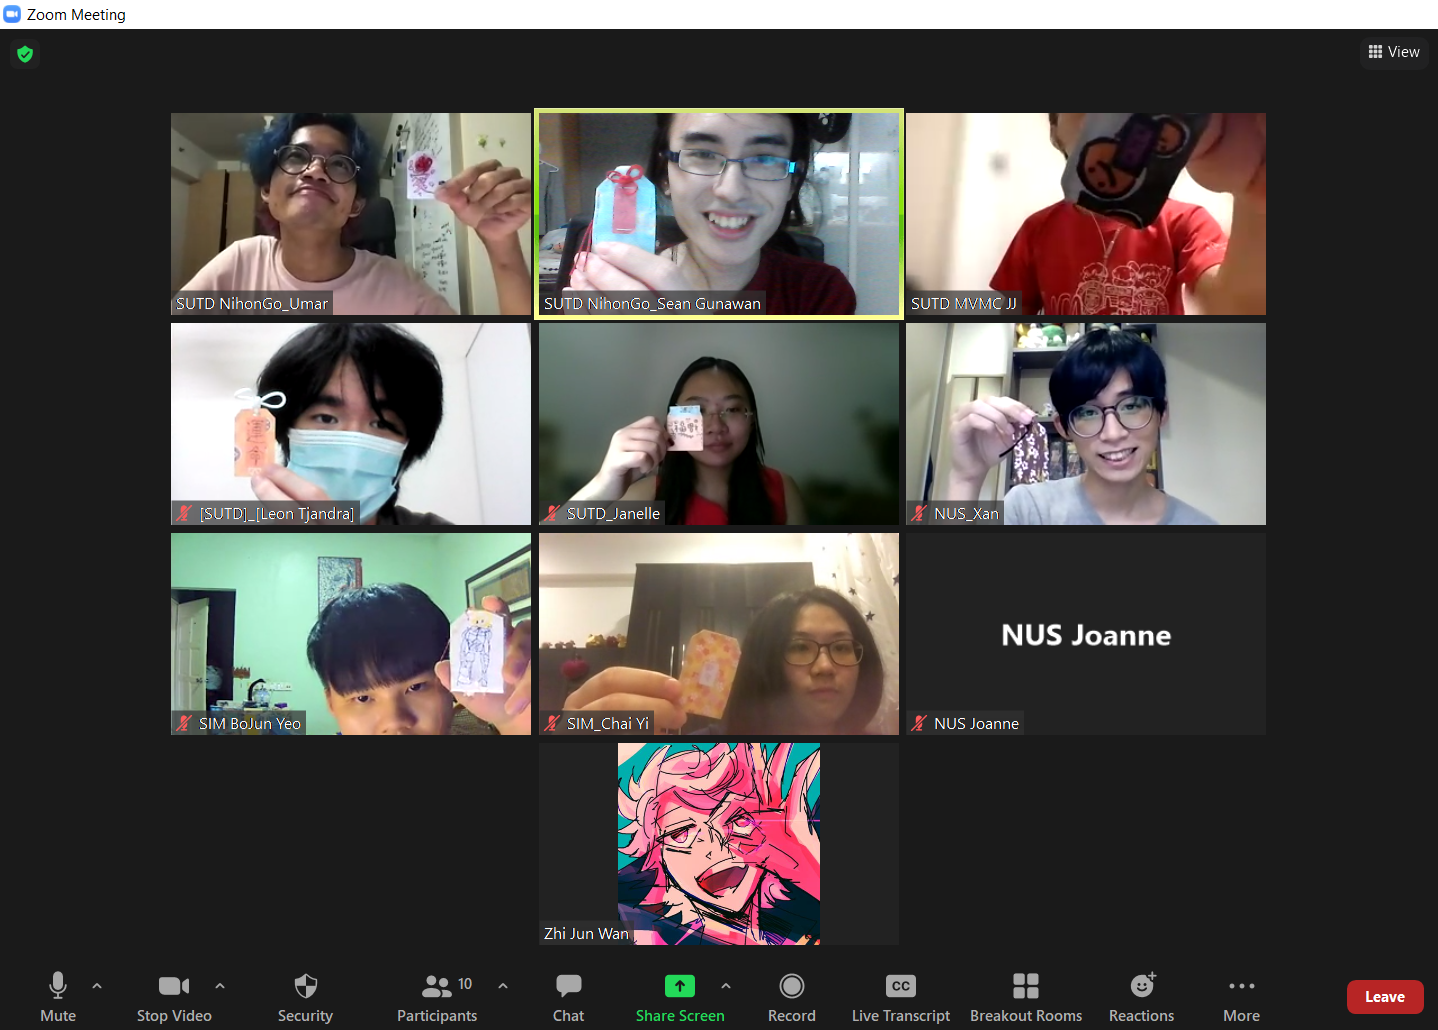 Zoom Meeting
View
SUTD NihonGo_Umar
SUTD NihonGo_Sean Gunawan
SUTD MVMC JJ
[SUTD]_[Leon Tjandra]
SUTD_Janelle
NUS_Xan
SIM BoJun Yeo
SIM_Chai Yi
NUS Joanne
NUS Joanne
Zhi Jun Wan
10
CC
Mute
Stop Video
Security
Participants
Chat
Share Screen
Record
Live Transcript
Breakout Rooms
Reactions
More
Leave